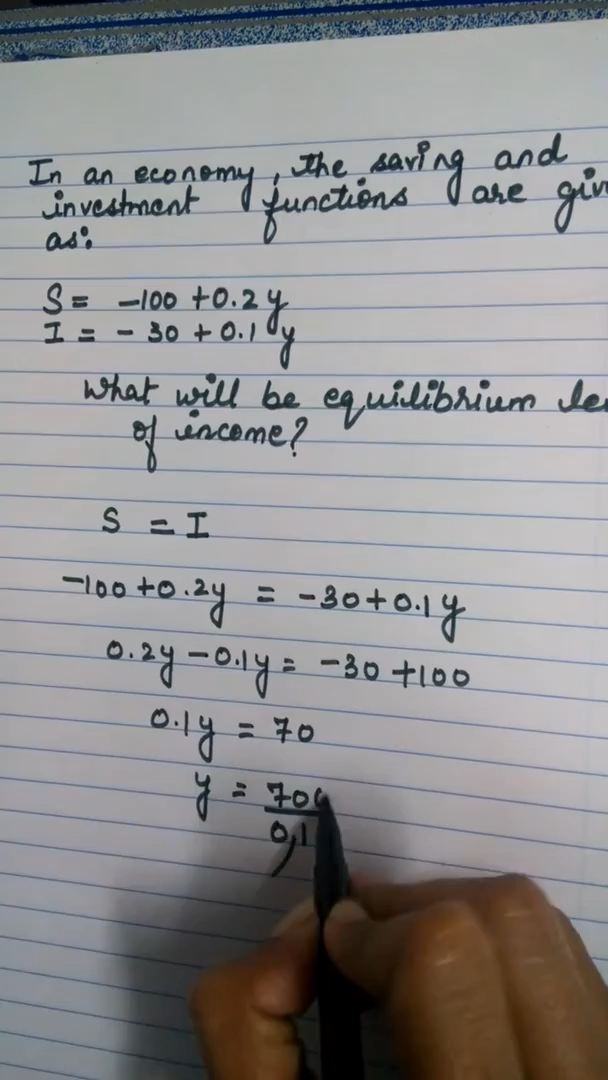 In an economy, the saving and
investment functions are giv
as:
S = -100 + 0.2y
I = - 30 + 0.1y
What will be equilibrium le
of income?
S = I
-100 + 0.2y = -30 + 0.1y
0.2y - 0.1y = -30 + 100
0.1y = 70
y = 700
0,1